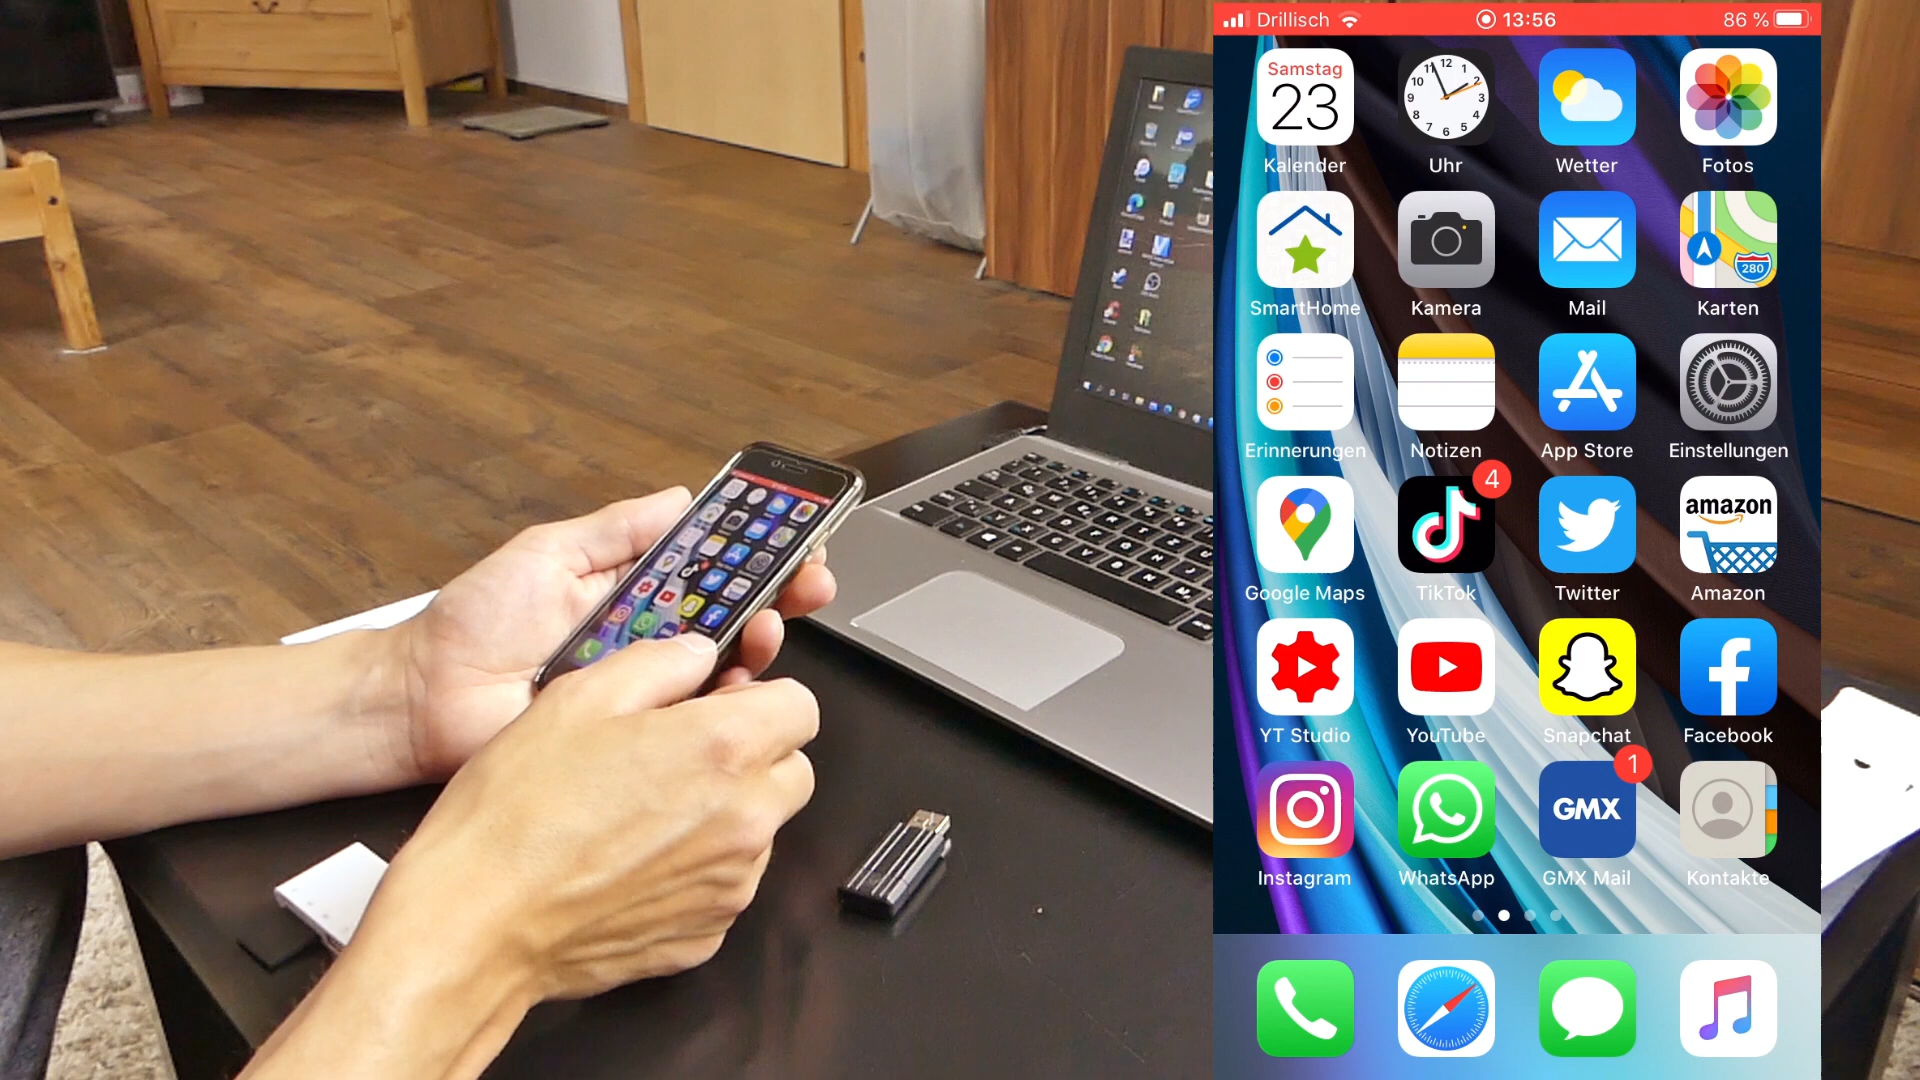 Drillisch 13:56 86 %
Samstag
23
12
11 1
10 2
9 3
8 4
7 6 5
Kalender Uhr Wetter Fotos
280
SmartHome Kamera Mail Karten
Erinnerungen Notizen App Store Einstellungen
4
amazon
Google Maps TikTok Twitter Amazon
YT Studio YouTube Snapchat Facebook
1
GMX
Instagram WhatsApp GMX Mail Kontakte